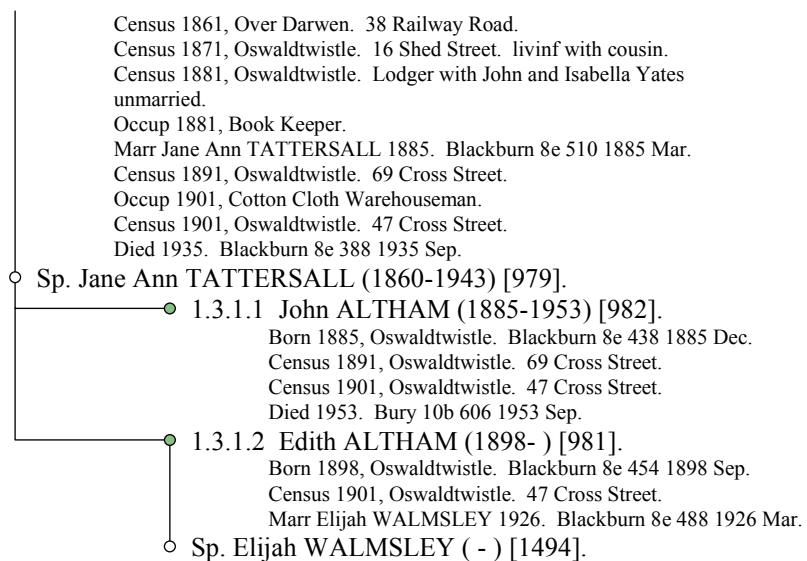 Census 1861, Over Darwen.  38 Railway Road.
Census 1871, Oswaldtwistle.  16 Shed Street.  livinf with cousin.
Census 1881, Oswaldtwistle.  Lodger with John and Isabella Yates
unmarried.
Occup 1881, Book Keeper.
Marr Jane Ann TATTERSALL 1885.  Blackburn 8e 510 1885 Mar.
Census 1891, Oswaldtwistle.  69 Cross Street.
Occup 1901, Cotton Cloth Warehouseman.
Census 1901, Oswaldtwistle.  47 Cross Street.
Died 1935.  Blackburn 8e 388 1935 Sep.
Sp. Jane Ann TATTERSALL (1860-1943) [979].
1.3.1.1  John ALTHAM (1885-1953) [982].
Born 1885, Oswaldtwistle.  Blackburn 8e 438 1885 Dec.
Census 1891, Oswaldtwistle.  69 Cross Street.
Census 1901, Oswaldtwistle.  47 Cross Street.
Died 1953.  Bury 10b 606 1953 Sep.
1.3.1.2  Edith ALTHAM (1898- ) [981].
Born 1898, Oswaldtwistle.  Blackburn 8e 454 1898 Sep.
Census 1901, Oswaldtwistle.  47 Cross Street.
Marr Elijah WALMSLEY 1926.  Blackburn 8e 488 1926 Mar.
Sp. Elijah WALMSLEY ( - ) [1494].